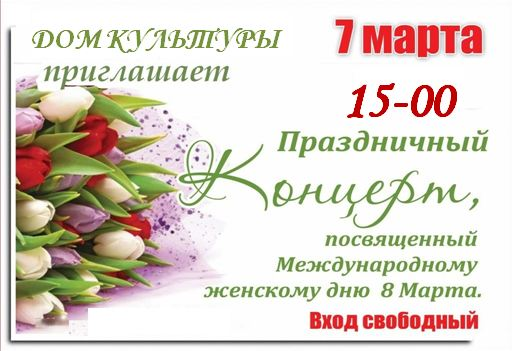 ДОМ КУЛЬТУРЫ
приглашает
7 марта
15-00
Праздничный
Концерт,
посвященный
Международному
женскому дню 8 Марта.
Вход свободный